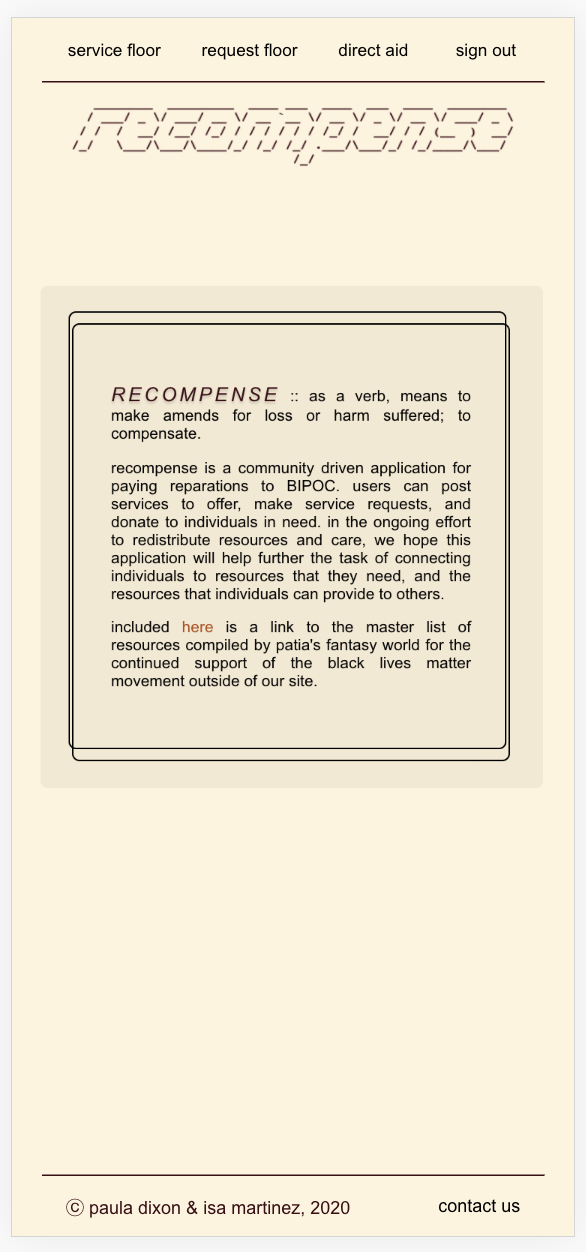 service floor request floor direct aid sign out
recompense
RECOMPENSE :: as a verb, means to
make amends for loss or harm suffered; to
compensate.
recompense is a community driven application for
paying reparations to BIPOC. users can post
services to offer, make service requests, and
donate to individuals in need. in the ongoing effort
to redistribute resources and care, we hope this
application will help further the task of connecting
individuals to resources that they need, and the
resources that individuals can provide to others.
included here is a link to the master list of
resources compiled by patia's fantasy world for the
continued support of the black lives matter
movement outside of our site.
ⓒ paula dixon & isa martinez, 2020 contact us